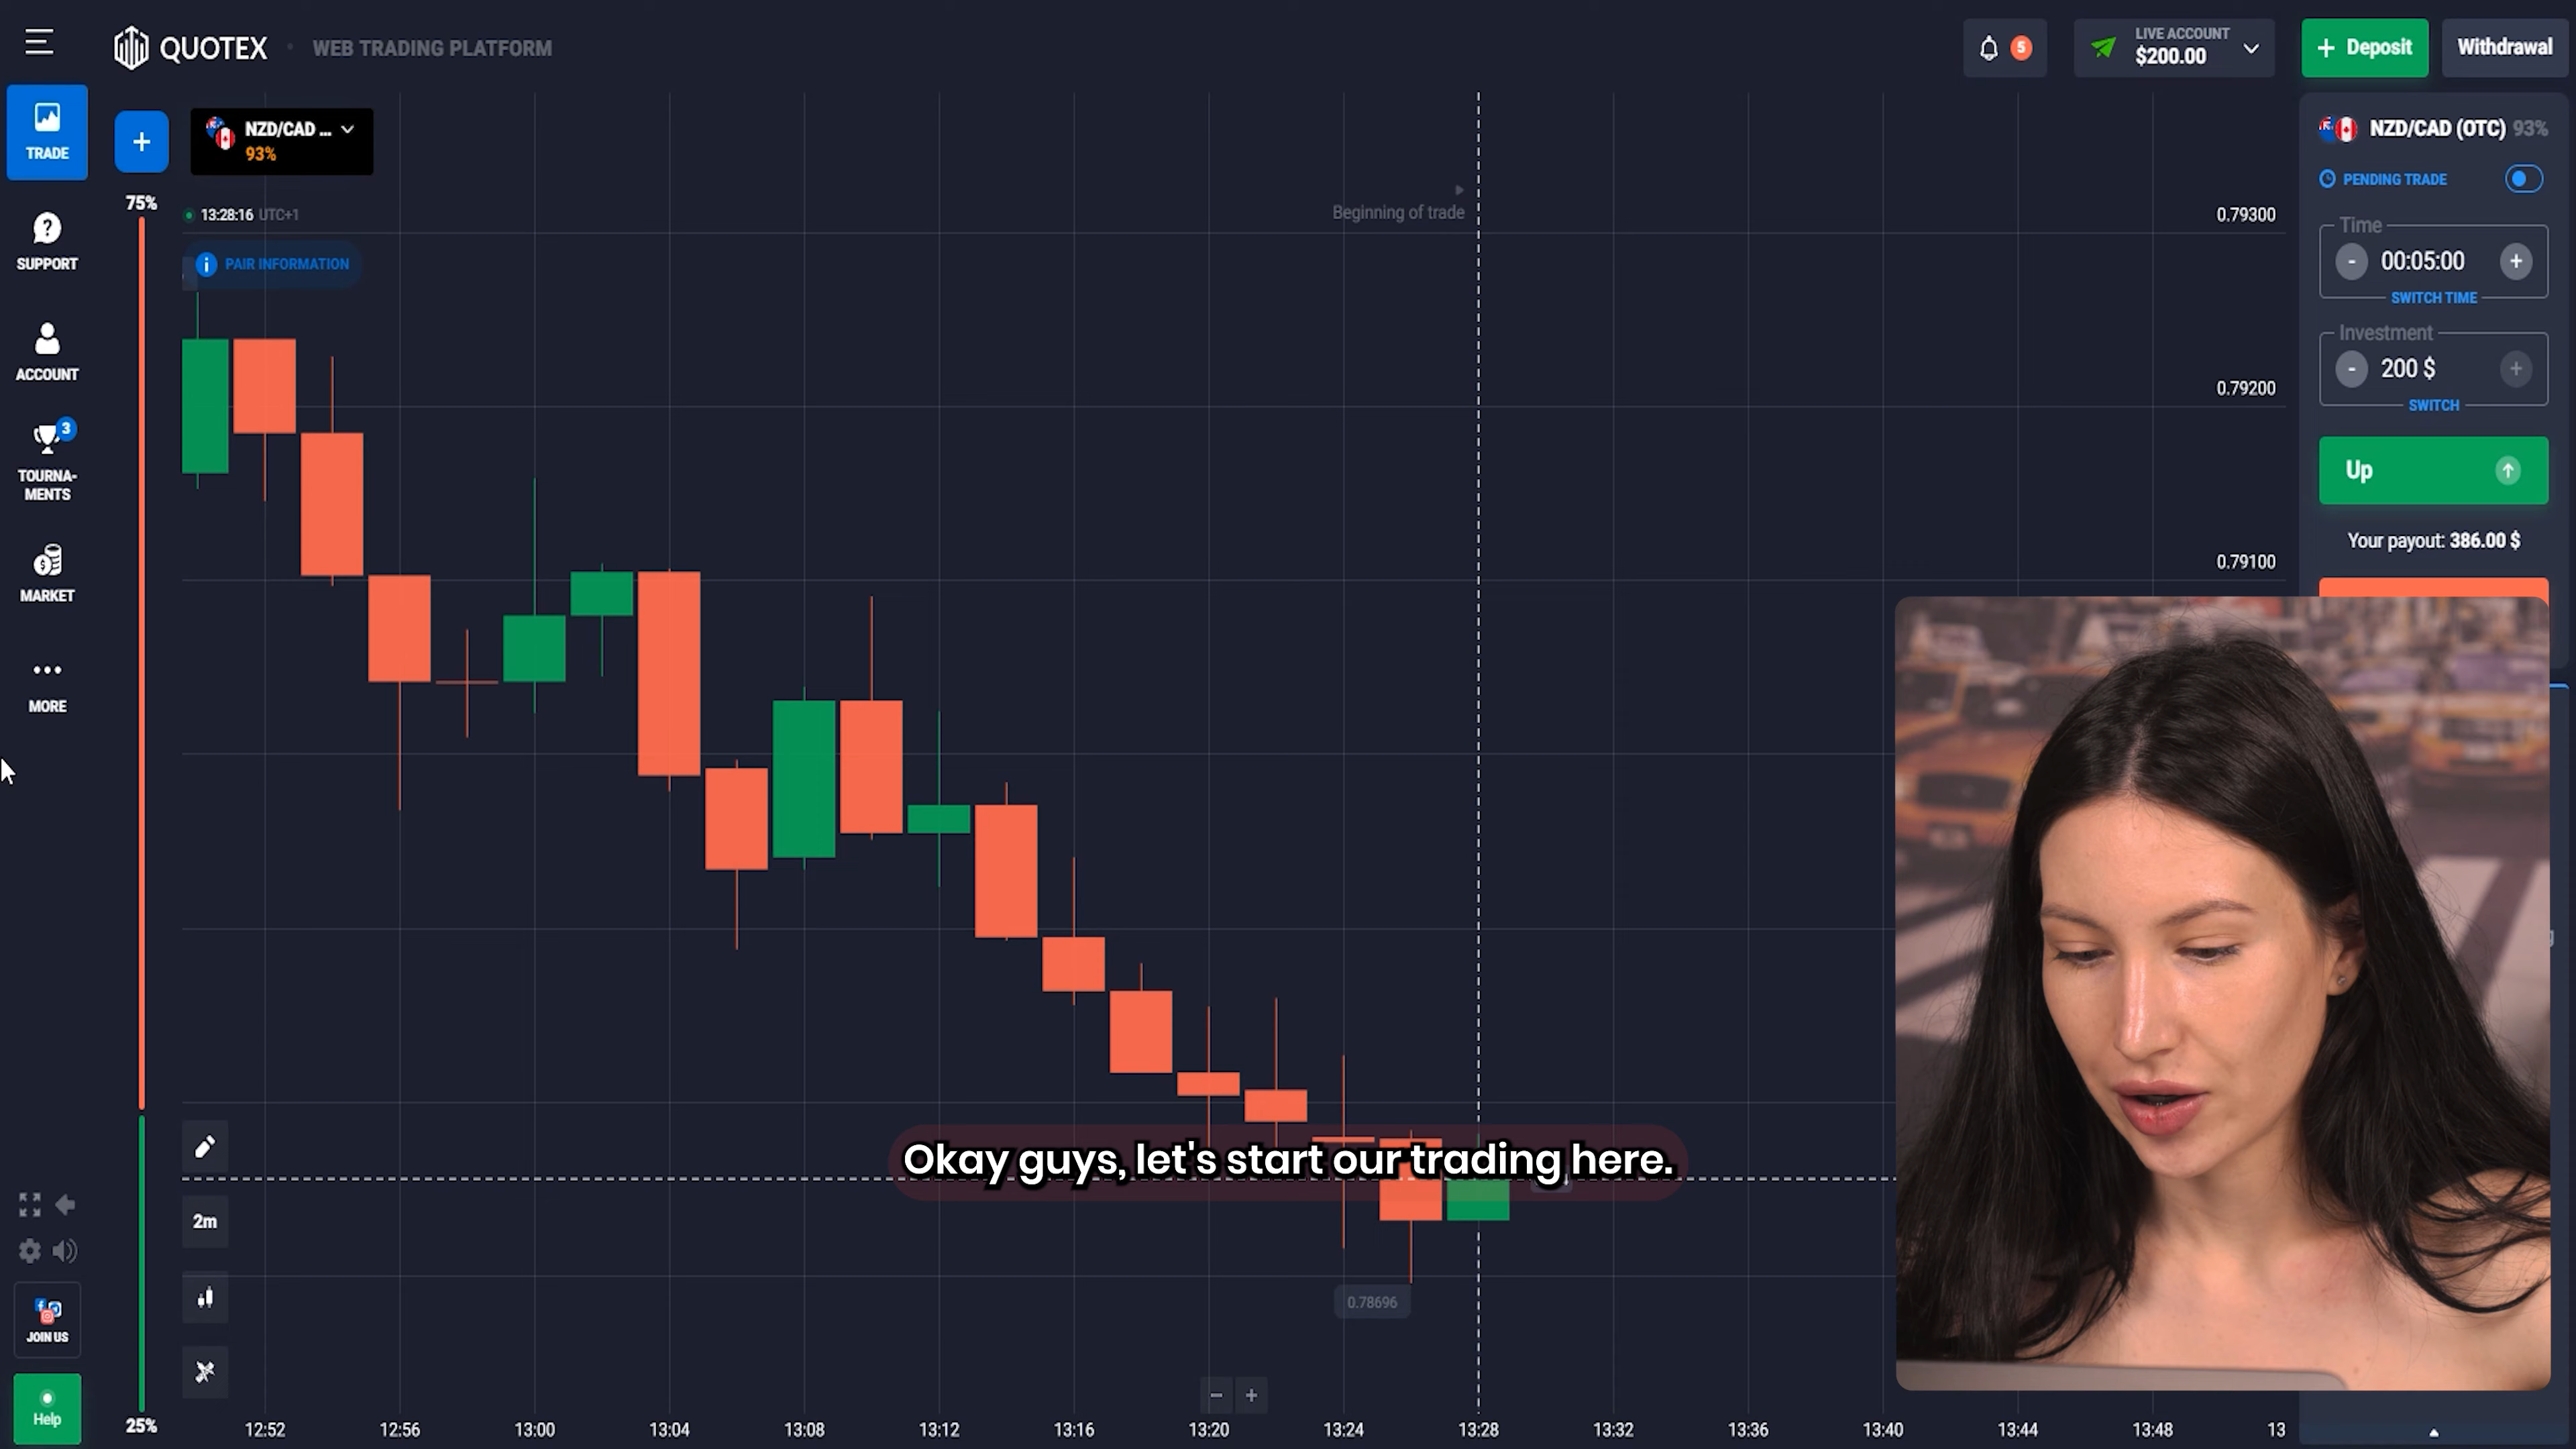 QUOTEX
WEB TRADING PLATFORM
5
LIVE ACCOUNT
$200.00
+ Deposit
Withdrawal
TRADE
+
NZD/CAD ...
93%
NZD/CAD (OTC) 93%
PENDING TRADE
75%
13:28:16 UTC+1
Beginning of trade
0.79300
PAIR INFORMATION
Time
- 00:05:00 +
SWITCH TIME
SUPPORT
Investment
- 200 $ +
SWITCH
ACCOUNT
0.79200
3
TOURNA-
MENTS
Up
Your payout: 386.00 $
0.79100
MARKET
MORE
Okay guys, let's start our trading here.
2m
0.78696
JOIN US
Help
25%
- +
12:52 12:56 13:00 13:04 13:08 13:12 13:16 13:20 13:24 13:28 13:32 13:36 13:40 13:44 13:48 13